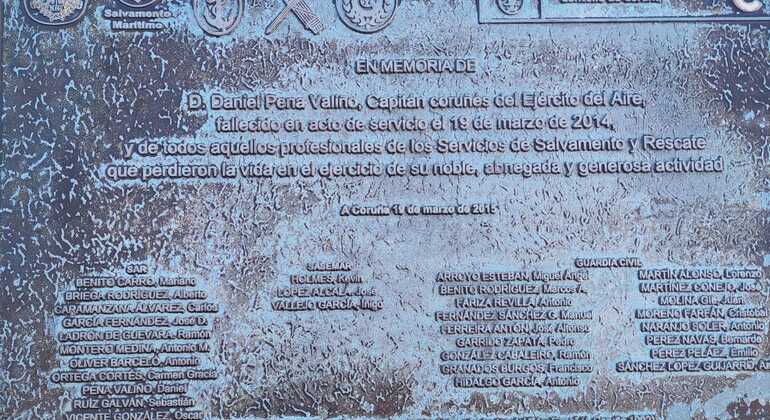 Salvamento
Marítimo
EN MEMORIA DE
D. Daniel Pena Valiño, Capitán coruñés del Ejército del Aire,
fallecido en acto de servicio el 19 de marzo de 2014,
y de todos aquellos profesionales de los Servicios de Salvamento y Rescate
que perdieron la vida en el ejercicio de su noble, abnegada y generosa actividad
A Coruña 19 de marzo de 2015
SAR
BENITO CARRO, Mariano
BRIEGA RODRÍGUEZ, Alberto
CARAMANZANA ÁLVAREZ, Carlos
GARCÍA FERNÁNDEZ, José D.
LADRÓN DE GUEVARA, Ramón
MONTERO MEDINA, Antonio M.
OLIVER BARCELÓ, Antonio
ORTEGA CORTÉS, Carmen Gracia
PENA VALIÑO, Daniel
RUÍZ GALVÁN, Sebastián
VICENTE GONZÁLEZ, Oscar
SASEMAR
HOLMES, Kevin
LÓPEZ ALCALÁ, José
VALLEJO GARCÍA, Íñigo
GUARDIA CIVIL
ARROYO ESTEBAN, Miguel Ángel
BENITO RODRÍGUEZ, Marcos A.
FARIZA REVILLA, Antonio
FERNÁNDEZ SÁNCHEZ G. Manuel
FERREIRA ANTÓN, José Alfonso
GARRIDO ZAPATA, Pedro
GONZÁLEZ CABALEIRO, Ramón
GRANADOS BURGOS, Francisco
HIDALGO GARCÍA, Antonio
MARTÍN ALONSO, Lorenzo
MARTÍNEZ CONEJO, José
MOLINA GIL, Juan
MORENO FARFÁN, Cristóbal
NARANJO SOLER, Antonio
PÉREZ NAVAS, Bernardo
PÉREZ PELÁEZ, Emilio
SÁNCHEZ LÓPEZ GUIJARRO,